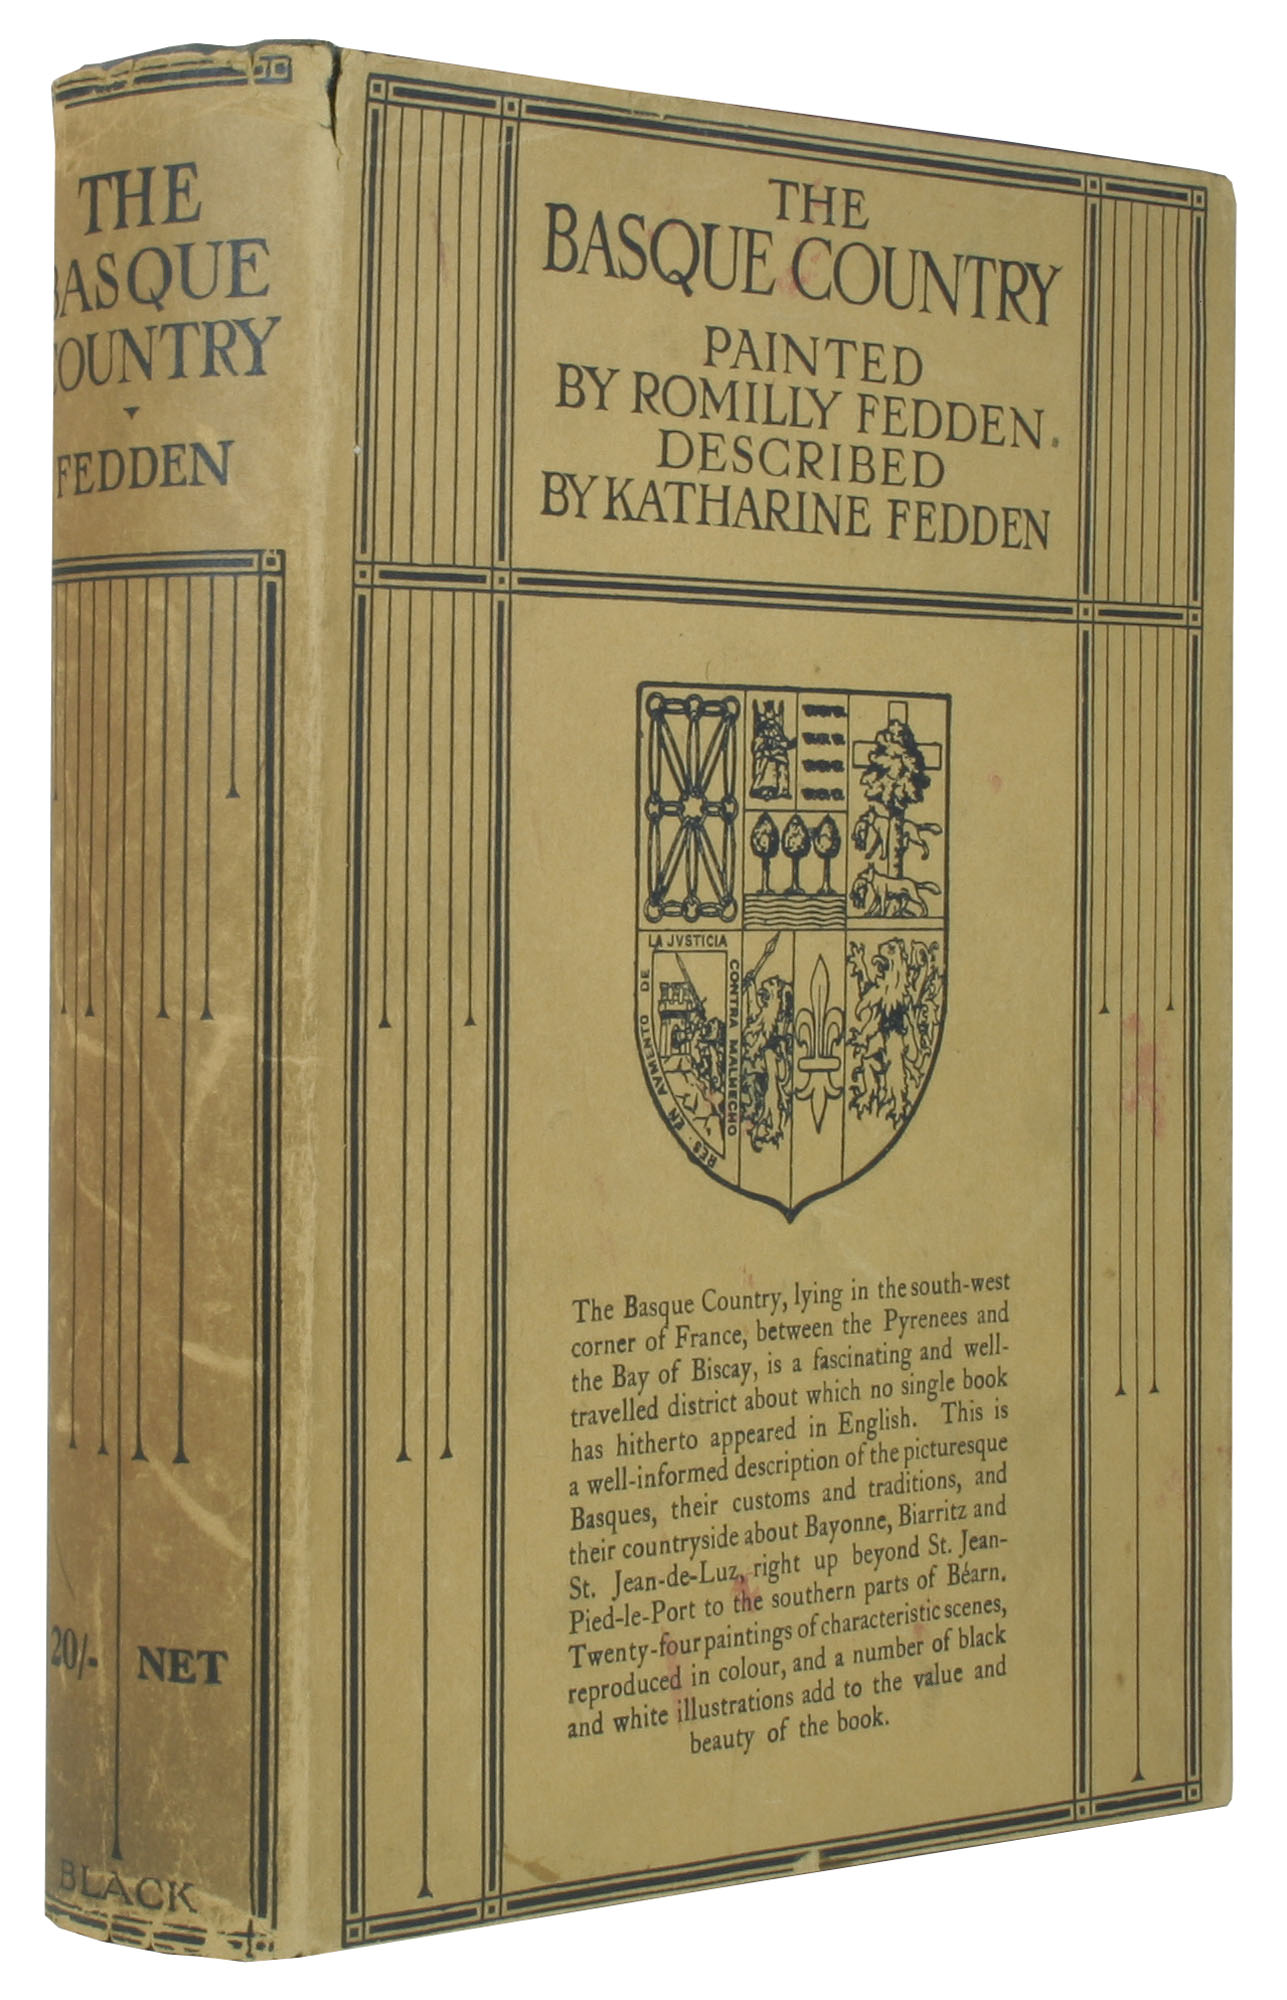 THE
BASQUE
COUNTRY
FEDDEN
20/- NET
BLACK
THE
BASQUE COUNTRY
PAINTED
BY ROMILLY FEDDEN.
DESCRIBED
BY KATHARINE FEDDEN
LA JVSTICIA
CONTRA MALHECHO
RES · EN AVMENTO DE
The Basque Country, lying in the south-west
corner of France, between the Pyrenees and
the Bay of Biscay, is a fascinating and well-
travelled district about which no single book
has hitherto appeared in English. This is
a well-informed description of the picturesque
Basques, their customs and traditions, and
their countryside about Bayonne, Biarritz and
St. Jean-de-Luz, right up beyond St. Jean-
Pied-le-Port to the southern parts of Béarn.
Twenty-four paintings of characteristic scenes,
reproduced in colour, and a number of black
and white illustrations add to the value and
beauty of the book.